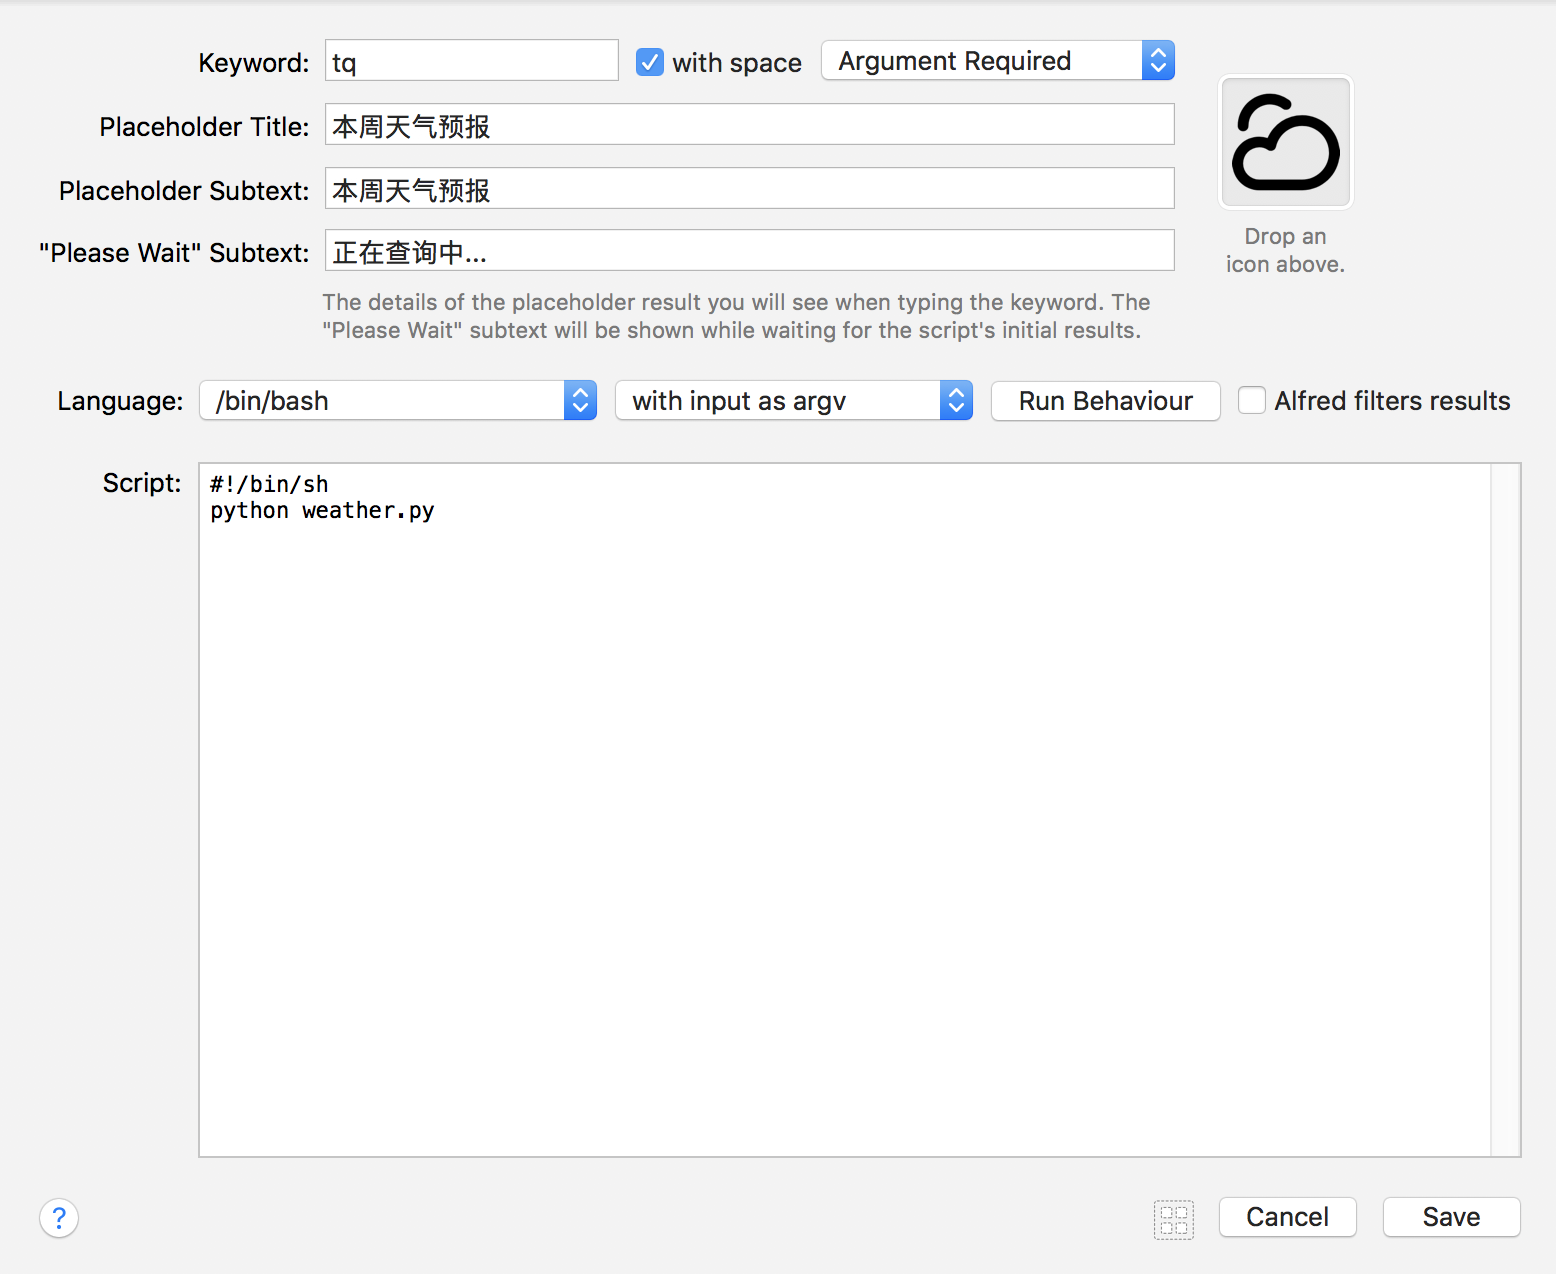 Keyword: tq with space Argument Required
Placeholder Title: 本周天气预报
Placeholder Subtext: 本周天气预报
"Please Wait" Subtext: 正在查询中...
Drop an
icon above.
The details of the placeholder result you will see when typing the keyword. The
"Please Wait" subtext will be shown while waiting for the script's initial results.
Language: /bin/bash with input as argv Run Behaviour Alfred filters results
Script: #!/bin/sh
python weather.py
? Cancel Save